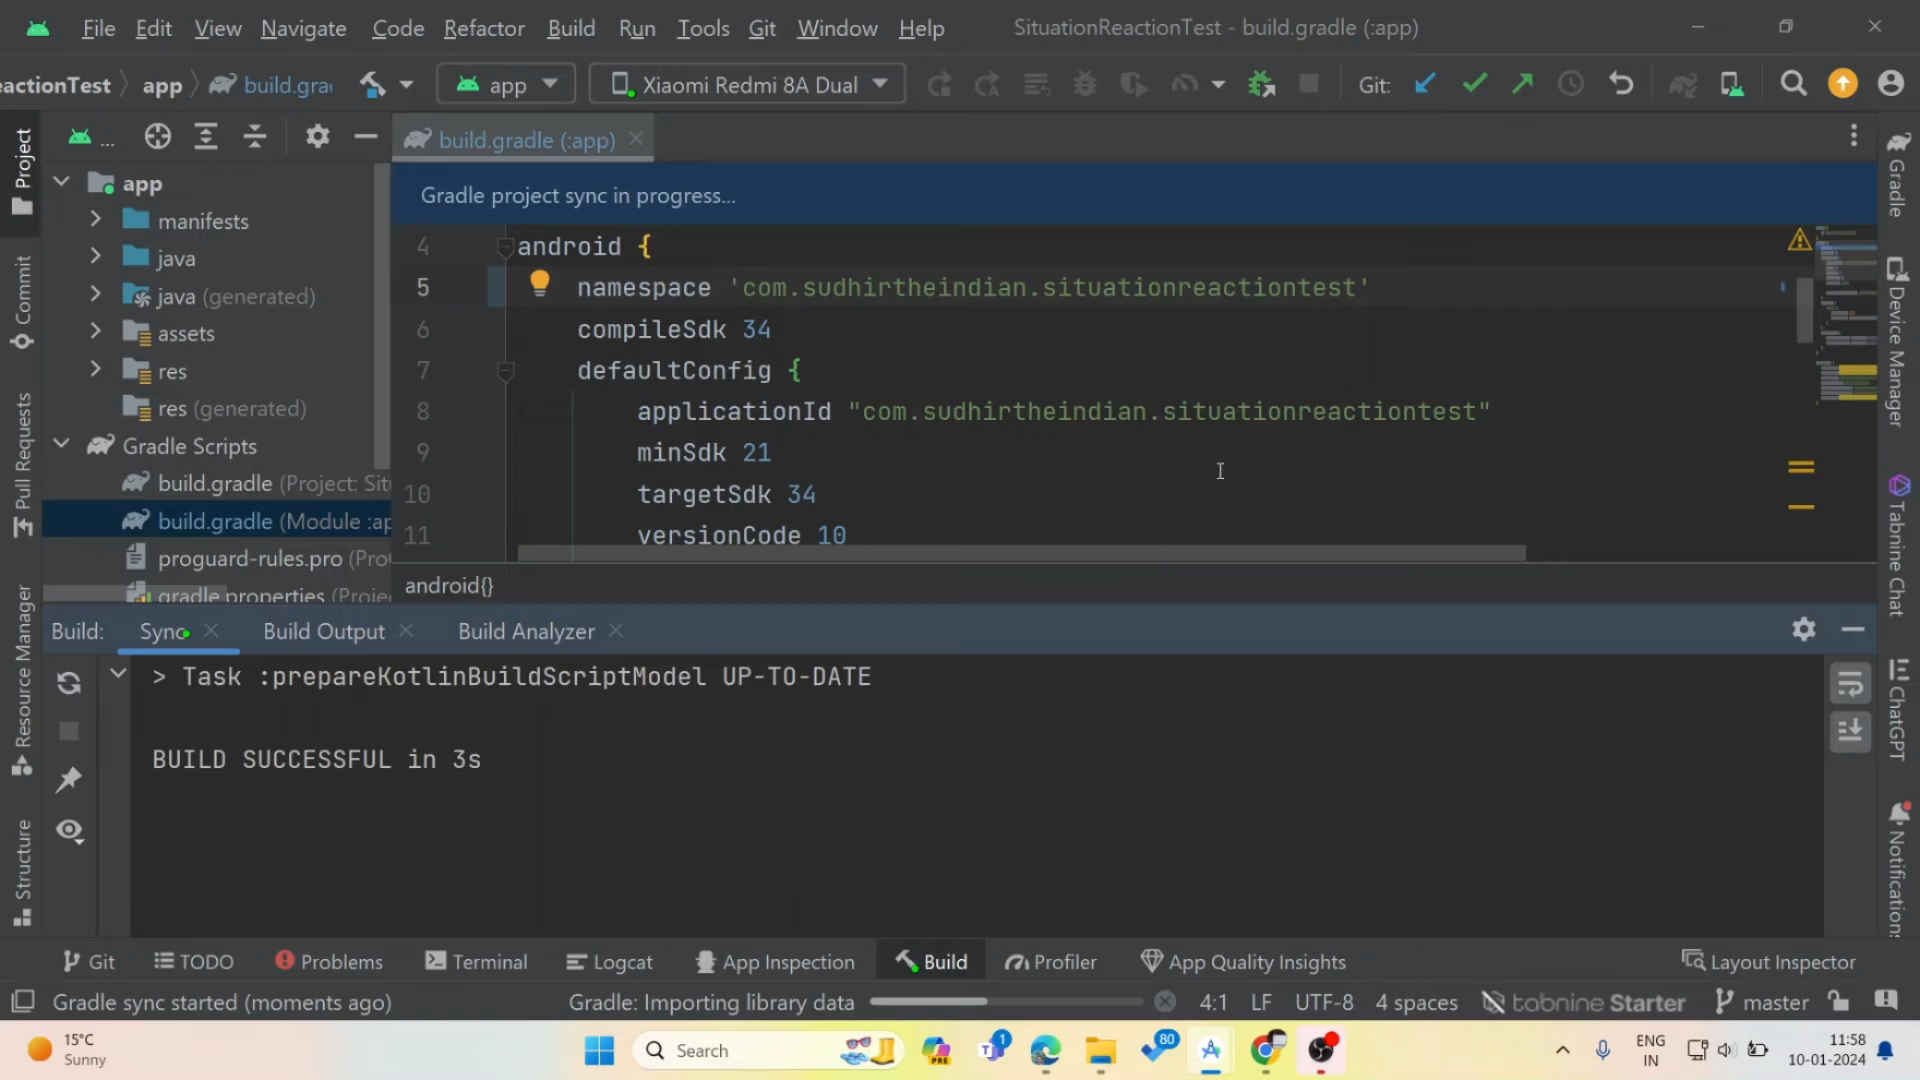 File Edit View Navigate Code Refactor Build Run Tools Git Window Help SituationReactionTest - build.gradle (:app)
eactionTest app build.gra app Xiaomi Redmi 8A Dual Git:
... build.gradle (:app)
Gradle project sync in progress...
Project
Commit
Pull Requests
Resource Manager
Structure
app
manifests
java
java (generated)
assets
res
res (generated)
Gradle Scripts
build.gradle (Project: Sit
build.gradle (Module :ap
proguard-rules.pro (Pro
gradle.properties (Projec
4 android {
5 namespace 'com.sudhirtheindian.situationreactiontest'
6 compileSdk 34
7 defaultConfig {
8 applicationId "com.sudhirtheindian.situationreactiontest"
9 minSdk 21
10 targetSdk 34
11 versionCode 10
android{}
Gradle
Device Manager
Tabnine Chat
ChatGPT
Notifications
Build: Sync Build Output Build Analyzer
> Task :prepareKotlinBuildScriptModel UP-TO-DATE
BUILD SUCCESSFUL in 3s
Git TODO Problems Terminal Logcat App Inspection Build Profiler App Quality Insights Layout Inspector
Gradle sync started (moments ago) Gradle: Importing library data 4:1 LF UTF-8 4 spaces tabnine Starter master
15°C
Sunny
Search
PRE
1
80
ENG
IN
11:58
10-01-2024